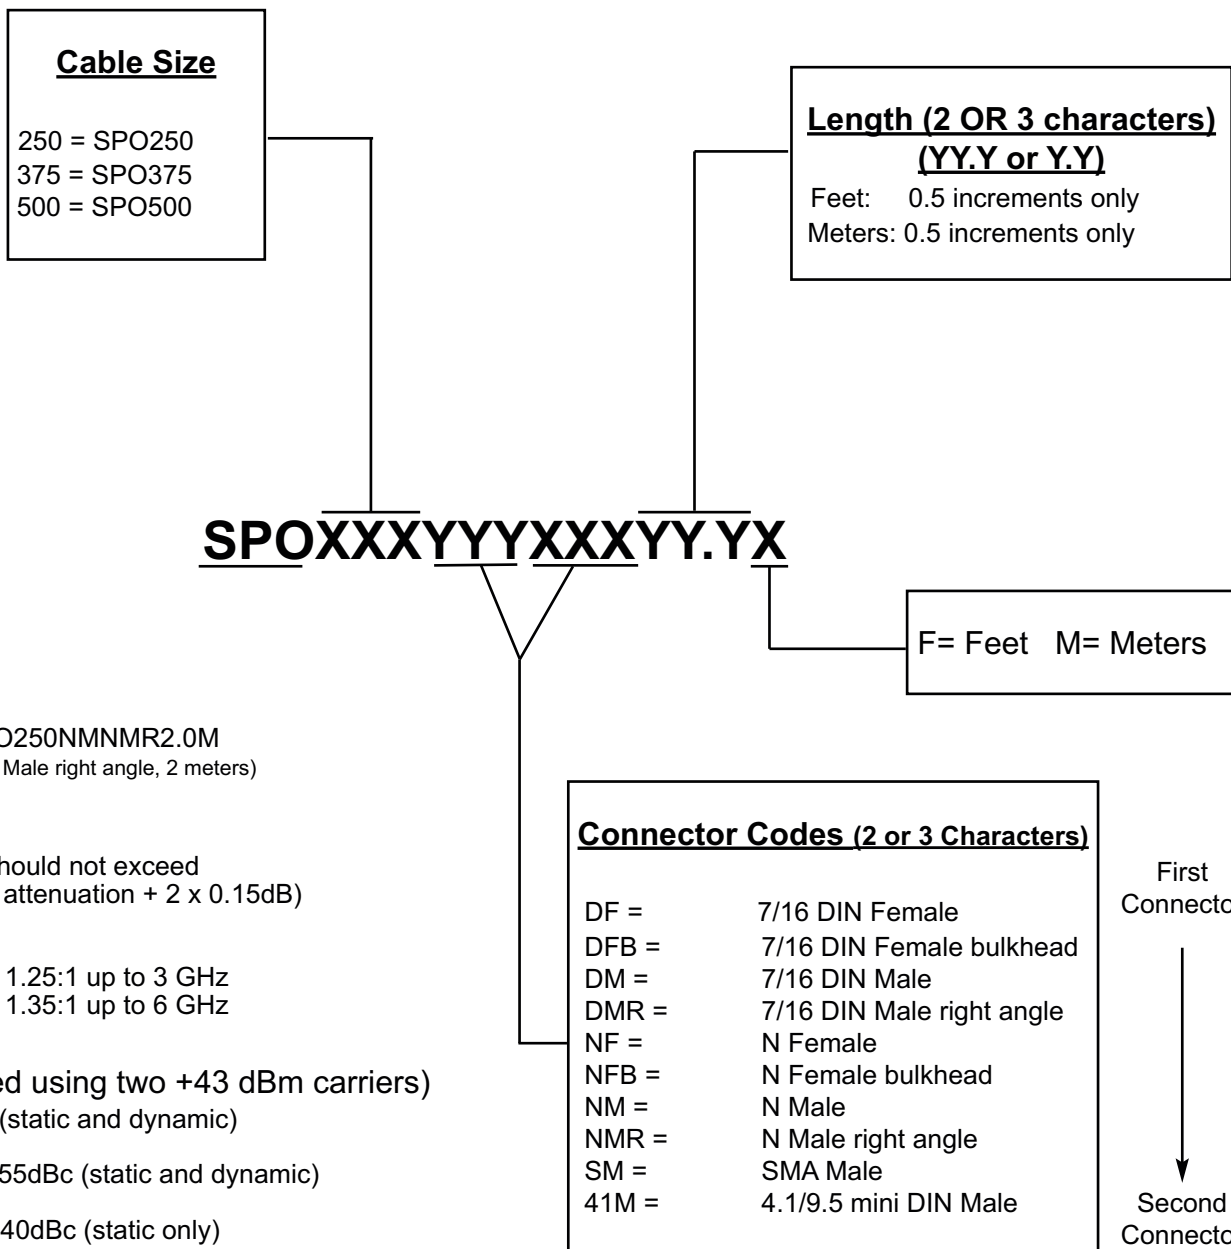 Cable Size
250 = SPO250
375 = SPO375
500 = SPO500
Length (2 OR 3 characters)
(YY.Y or Y.Y)
Feet: 0.5 increments only
Meters: 0.5 increments only
SPOXXXYYYXXXYY.YX
F= Feet M= Meters
O250NMNMR2.0M
Male right angle, 2 meters)
hould not exceed
attenuation + 2 x 0.15dB)
1.25:1 up to 3 GHz
1.35:1 up to 6 GHz
ed using two +43 dBm carriers)
(static and dynamic)
55dBc (static and dynamic)
40dBc (static only)
Connector Codes (2 or 3 Characters)
DF = 7/16 DIN Female
DFB = 7/16 DIN Female bulkhead
DM = 7/16 DIN Male
DMR = 7/16 DIN Male right angle
NF = N Female
NFB = N Female bulkhead
NM = N Male
NMR = N Male right angle
SM = SMA Male
41M = 4.1/9.5 mini DIN Male
First
Connecto
Second
Connecto